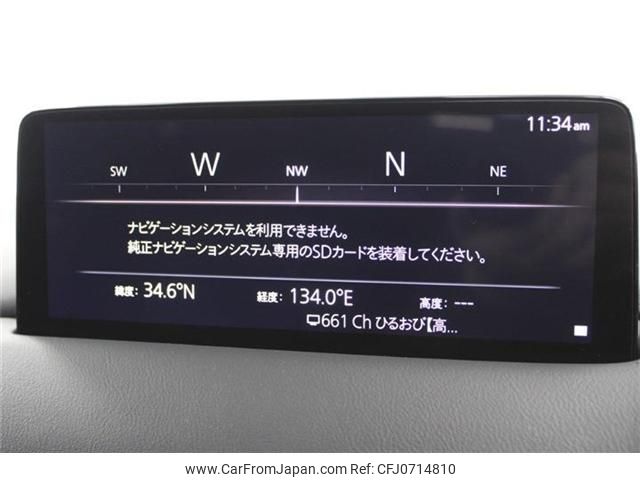 11:34am
SW W NW N NE
ナビゲーションシステムを利用できません。
純正ナビゲーションシステム専用のSDカードを装着してください。
緯度: 34.6°N 経度: 134.0°E 高度: ---
661 Ch ひるおび【高...
www.CarFromJapan.com CFJ00714810